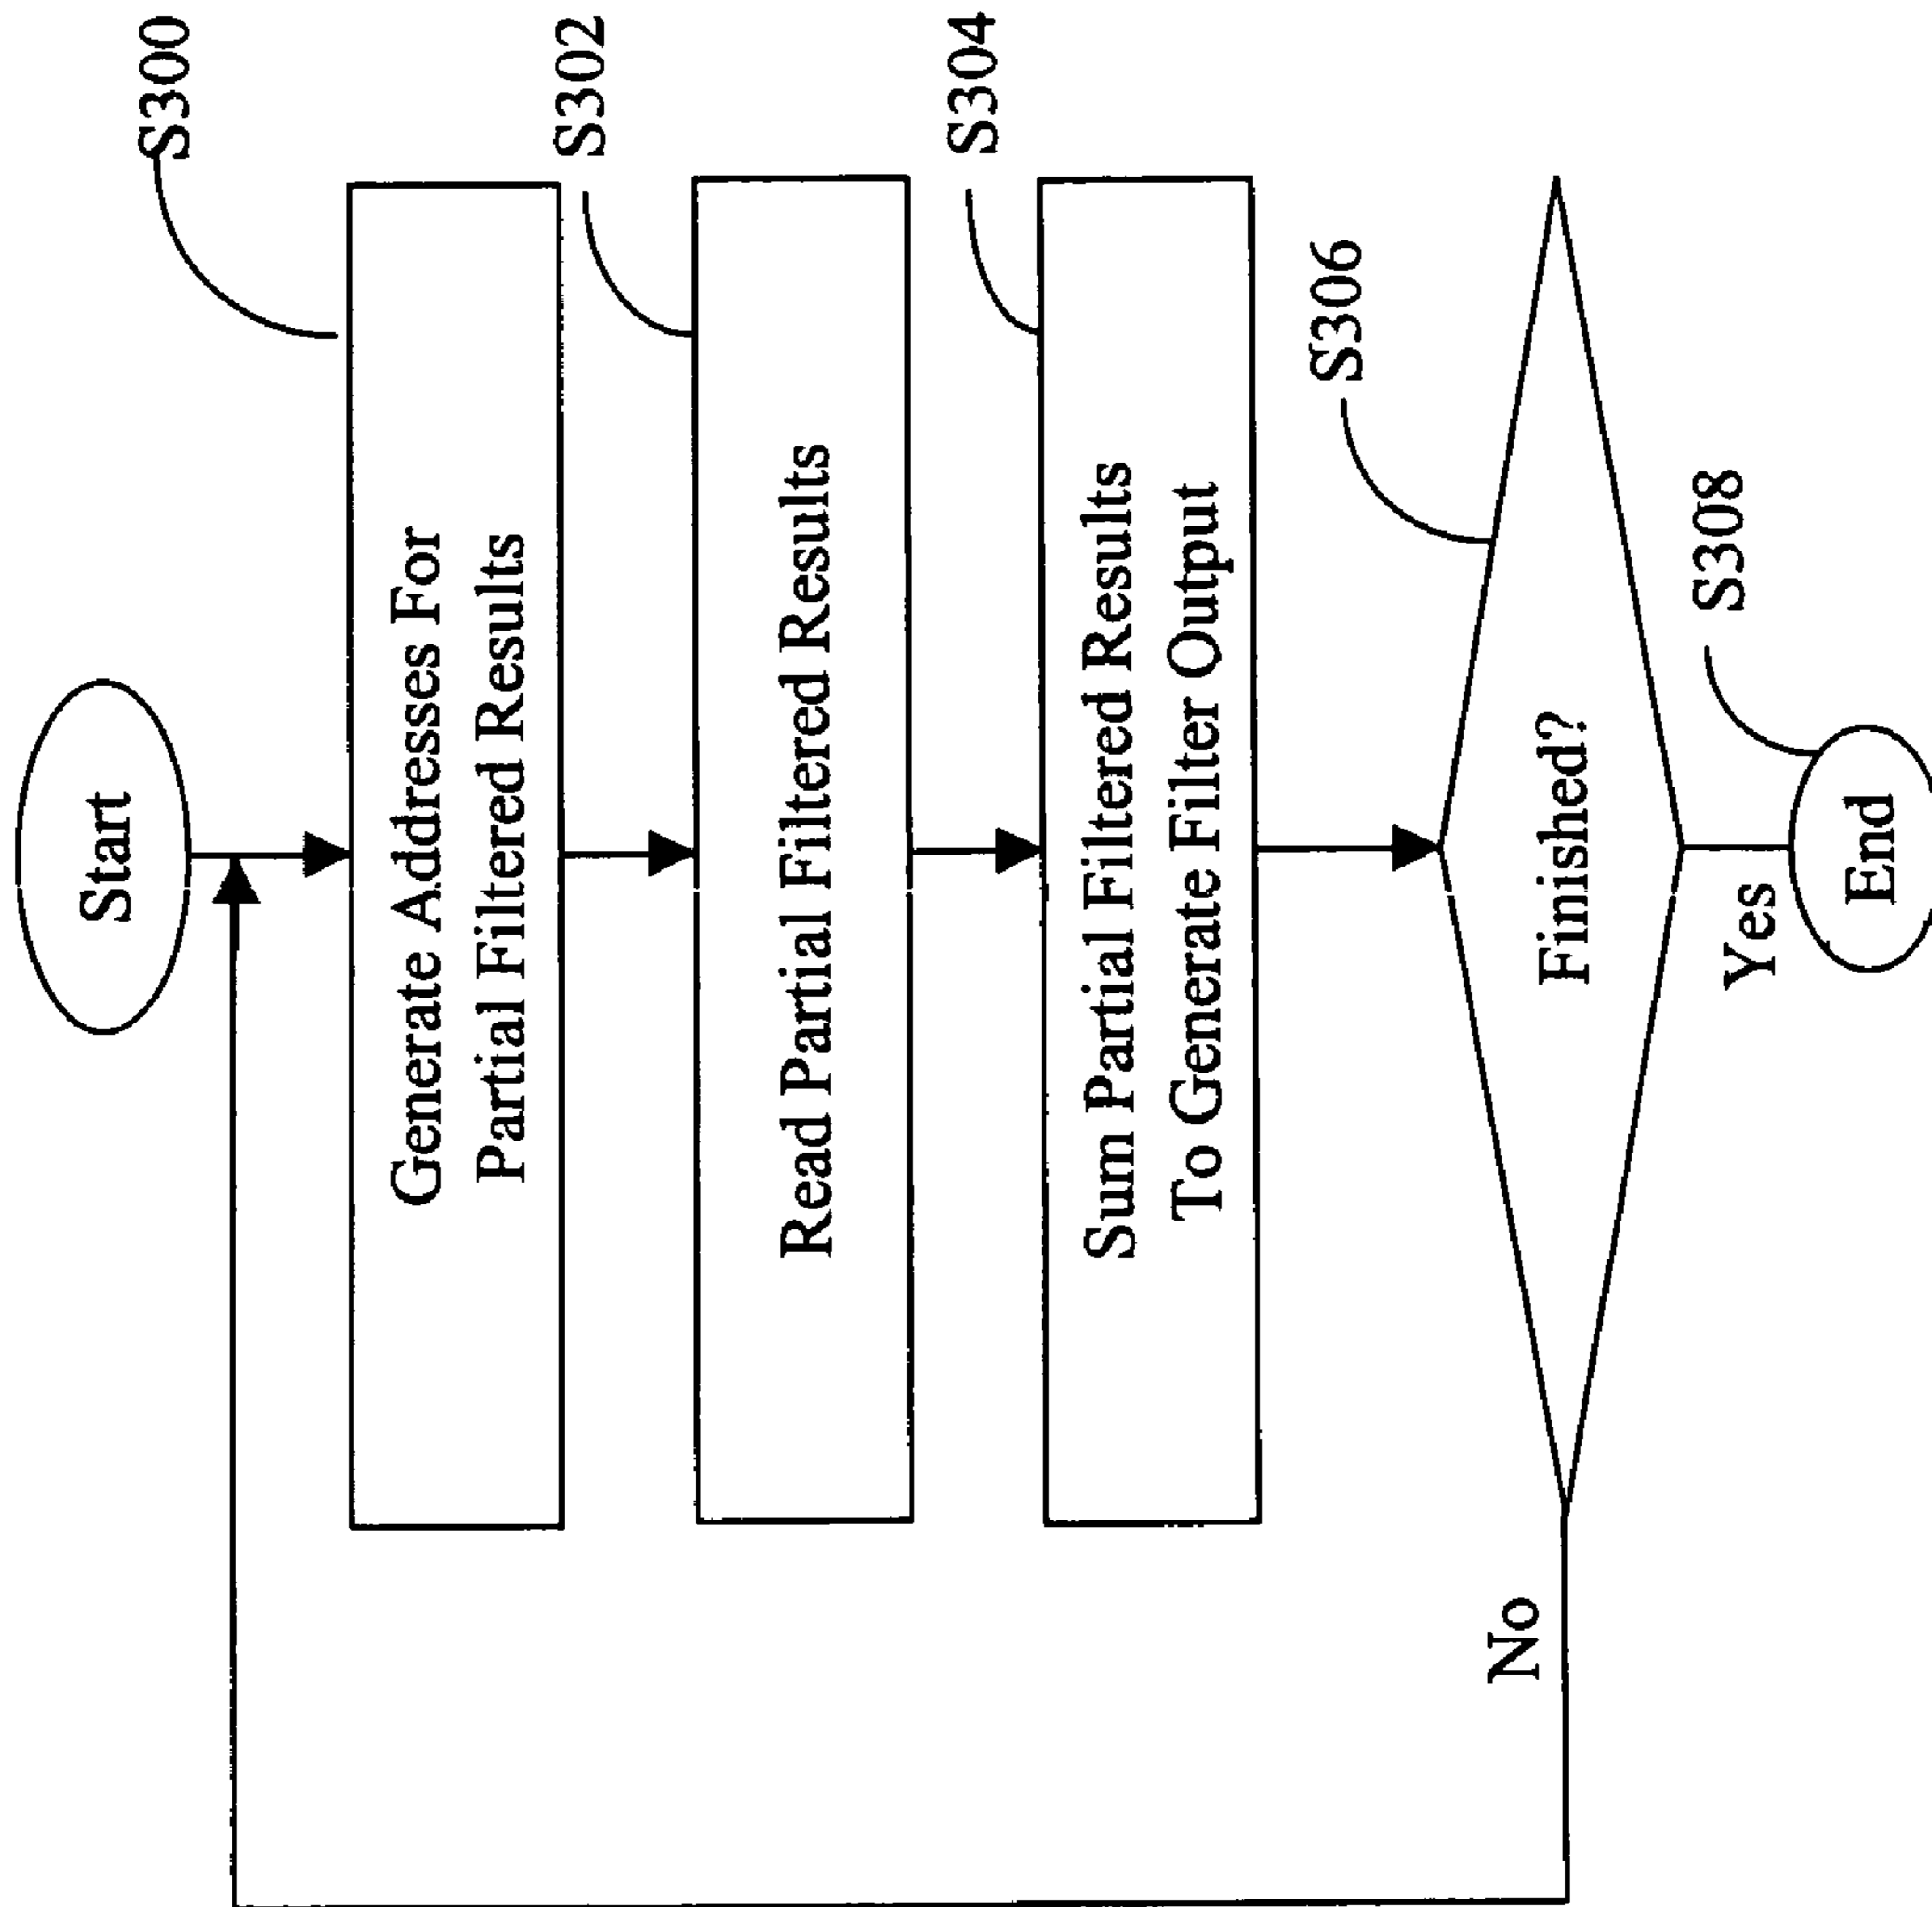 Start
S300
Generate Addresses For
Partial Filtered Results
S302
Read Partial Filtered Results
S304
Sum Partial Filtered Results
To Generate Filter Output
S306
Finished?
No
Yes
S308
End